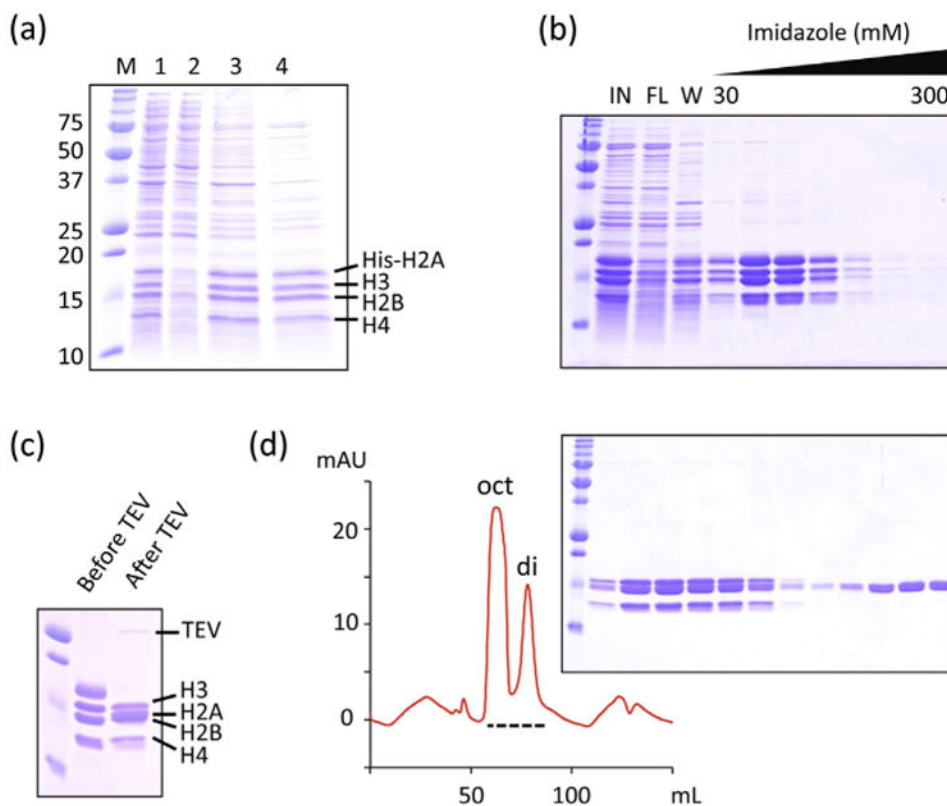 (a)
M 1 2 3 4
75
50
37
25
20
15
10
His-H2A
H3
H2B
H4
(b)
Imidazole (mM)
IN FL W 30 300
(c)
Before TEV
After TEV
TEV
H3
H2A
H2B
H4
(d)
mAU
20
10
0
oct
di
50 100 mL